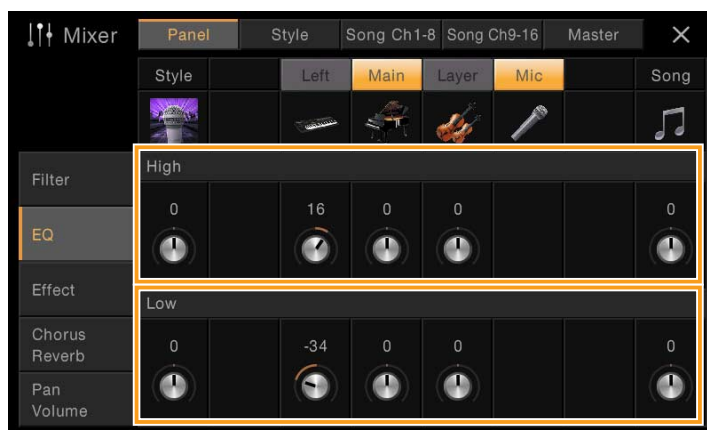 Mixer Panel Style Song Ch1-8 Song Ch9-16 Master
Style Left Main Layer Mic Song
Filter
EQ
Effect
Chorus
Reverb
Pan
Volume
High
0 16 0 0 0
Low
0 -34 0 0 0